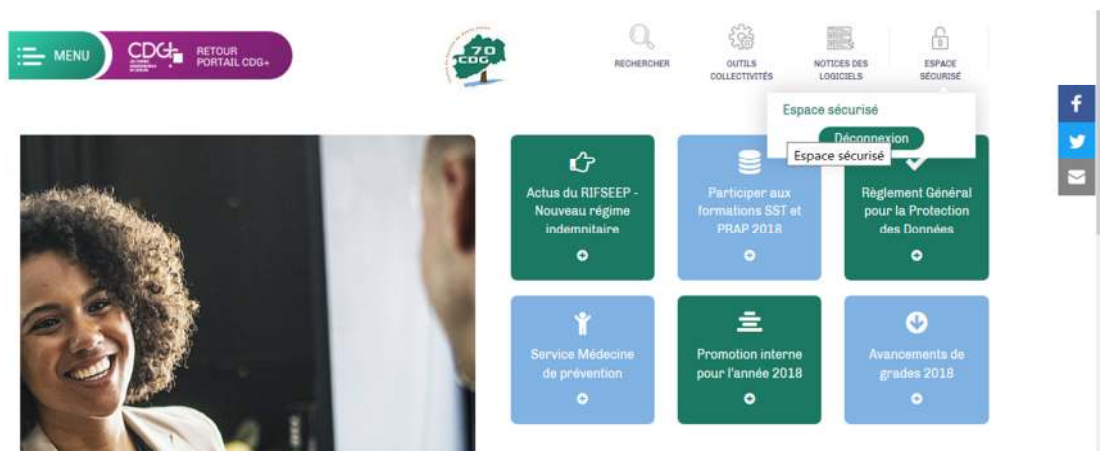 MENU
CDG+
RETOUR
PORTAIL CDG+
70
CDG
RECHERCHER
OUTILS
COLLECTIVITÉS
NOTICES DES
LOGICIELS
ESPACE
SÉCURISÉ
Espace sécurisé
Déconnexion
Espace sécurisé
Actus du RIFSEEP -
Nouveau régime
indemnitaire
Participer aux
formations SST et
PRAP 2018
Règlement Général
pour la Protection
des Données
Service Médecine
de prévention
Promotion interne
pour l'année 2018
Avancements de
grades 2018